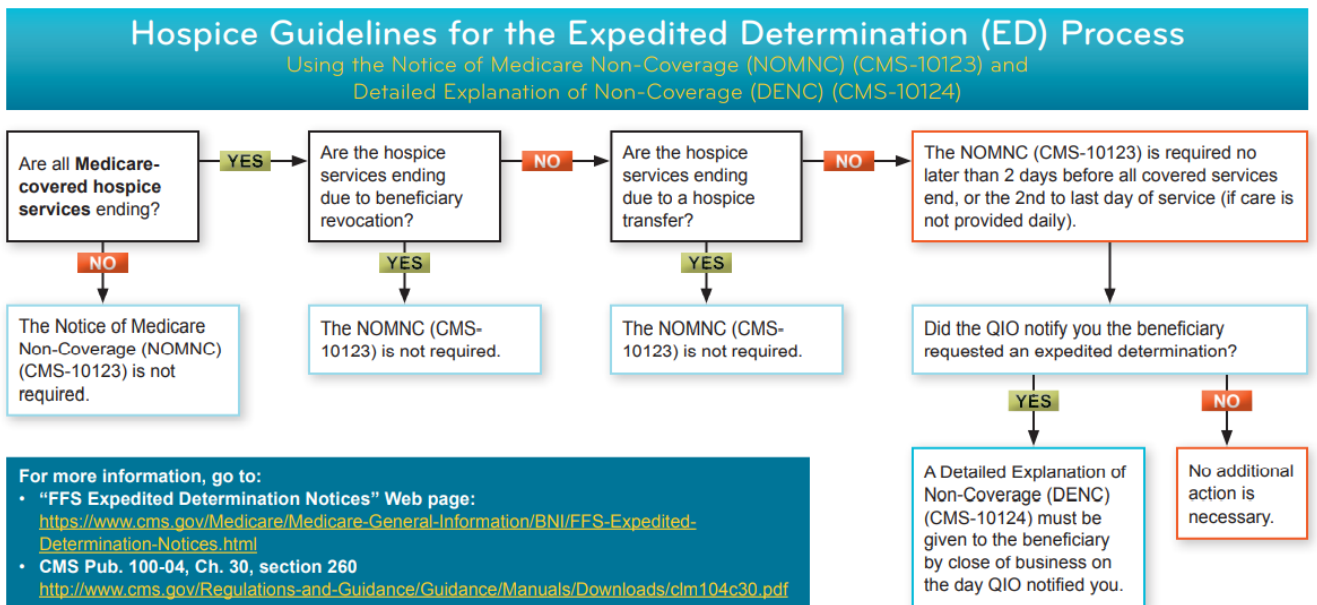 Hospice Guidelines for the Expedited Determination (ED) Process
Using the Notice of Medicare Non-Coverage (NOMNC) (CMS-10123) and
Detailed Explanation of Non-Coverage (DENC) (CMS-10124)
Are all Medicare-
covered hospice
services ending?
YES
Are the hospice
services ending
due to beneficiary
revocation?
NO
Are the hospice
services ending
due to a hospice
transfer?
NO
The NOMNC (CMS-10123) is required no
later than 2 days before all covered services
end, or the 2nd to last day of service (if care is
not provided daily).
NO
YES
YES
The Notice of Medicare
Non-Coverage (NOMNC)
(CMS-10123) is not
required.
The NOMNC (CMS-
10123) is not required.
The NOMNC (CMS-
10123) is not required.
Did the QIO notify you the beneficiary
requested an expedited determination?
YES
NO
A Detailed Explanation of
Non-Coverage (DENC)
(CMS-10124) must be
given to the beneficiary
by close of business on
the day QIO notified you.
No additional
action is
necessary.
For more information, go to:
• “FFS Expedited Determination Notices” Web page:
https://www.cms.gov/Medicare/Medicare-General-Information/BNI/FFS-Expedited-
Determination-Notices.html
• CMS Pub. 100-04, Ch. 30, section 260
http://www.cms.gov/Regulations-and-Guidance/Guidance/Manuals/Downloads/clm104c30.pdf